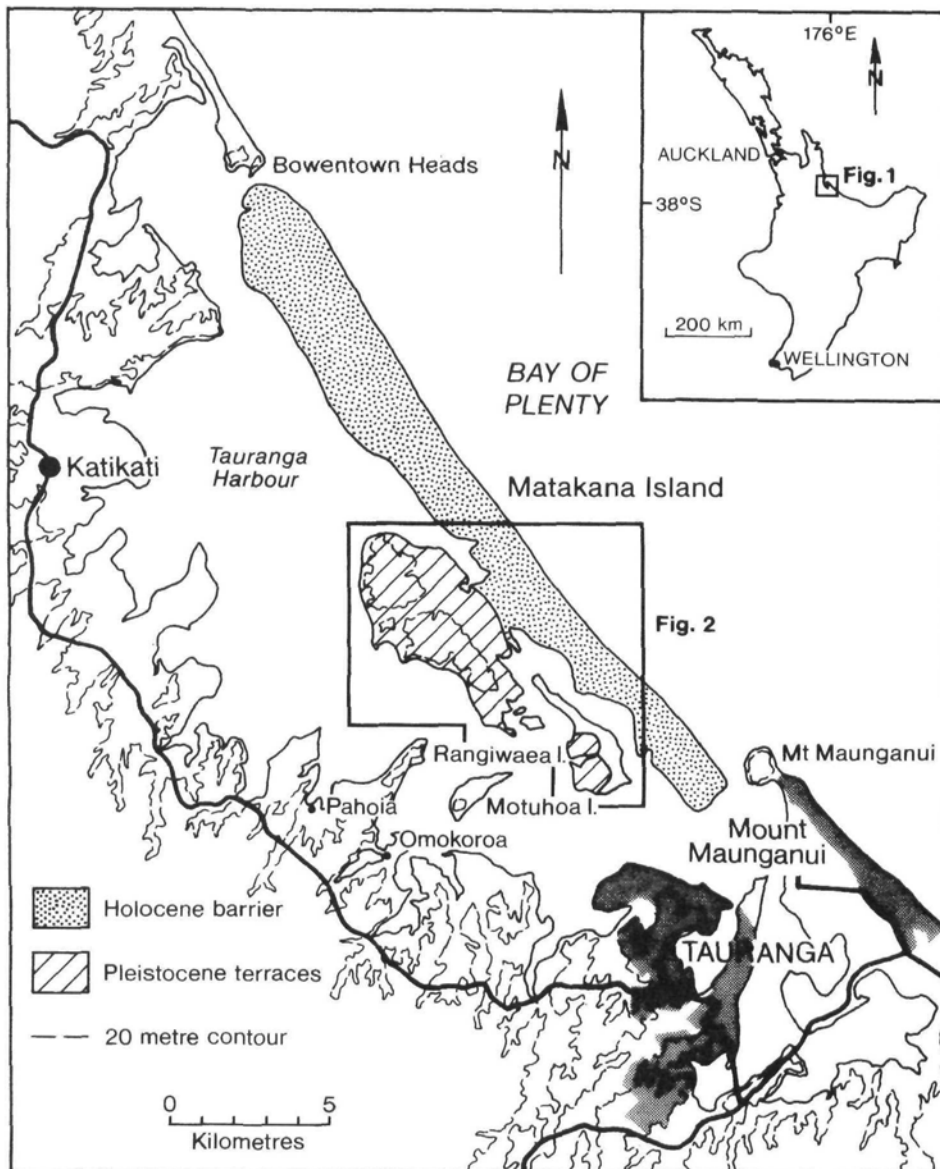 176°E
N
AUCKLAND
Fig. 1
38°S
200 km
WELLINGTON
N
Bowentown Heads
BAY OF
PLENTY
Katikati
Tauranga
Harbour
Matakana Island
Fig. 2
Rangiwaea I.
Mt Maunganui
Pahoia
Motuhoa I.
Mount
Maunganui
Omokoroa
TAURANGA
Holocene barrier
Pleistocene terraces
20 metre contour
0 5
Kilometres